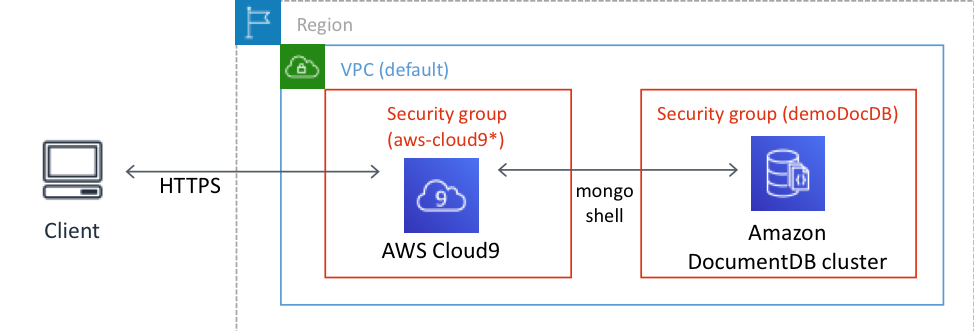 Region
VPC (default)
Security group
(aws-cloud9*)
Security group (demoDocDB)
HTTPS
9
mongo
shell
Client
AWS Cloud9
Amazon
DocumentDB cluster